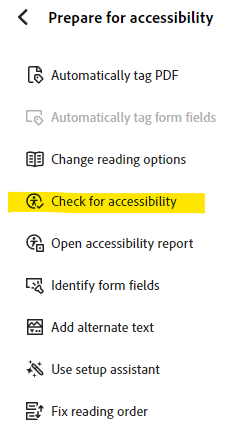 Prepare for accessibility
Automatically tag PDF
Automatically tag form fields
Change reading options
Check for accessibility
Open accessibility report
Identify form fields
Add alternate text
Use setup assistant
Fix reading order